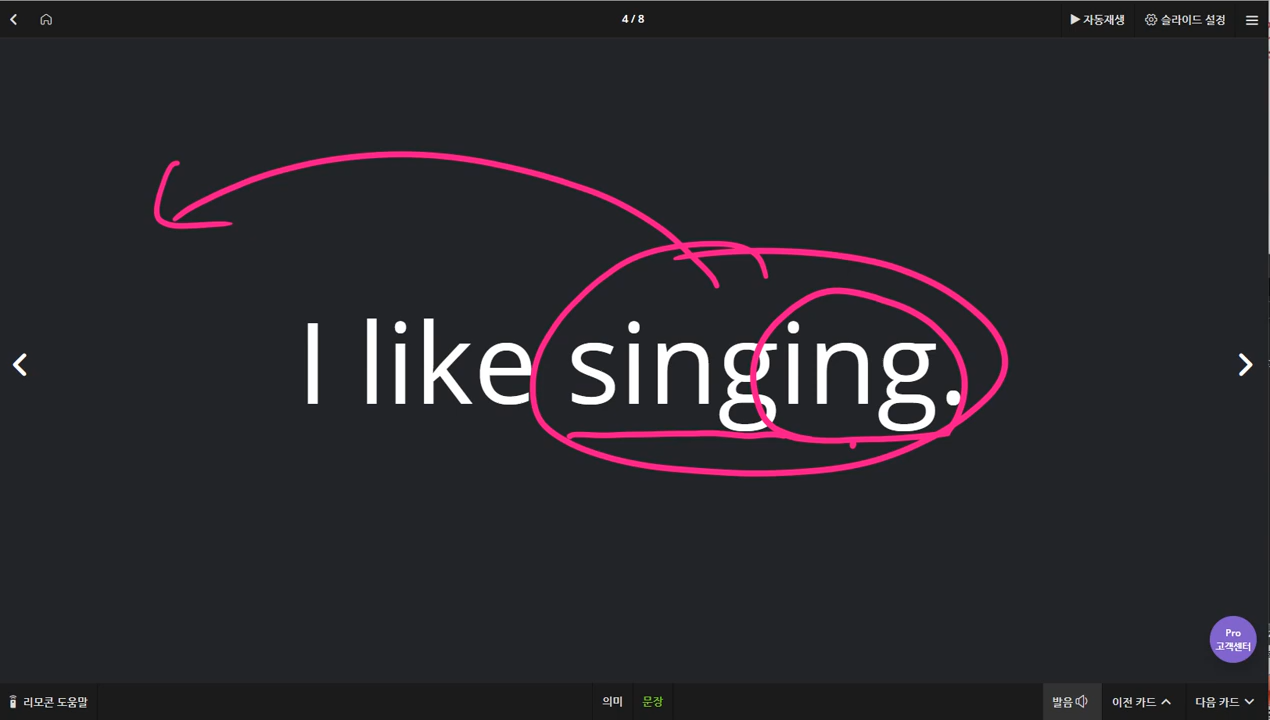 4 / 8
자동재생
슬라이드 설정
I like singing.
Pro
고객센터
리모콘 도움말
의미
문장
발음
이전 카드
다음 카드